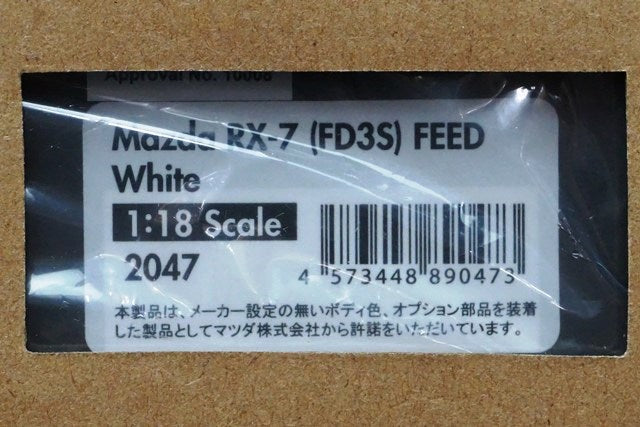 Approval No. 10008
Mazda RX-7 (FD3S) FEED
White
1:18 Scale
2047
4 573448 890473
本製品は、メーカー設定の無いボディ色、オプション部品を装着
した製品としてマツダ株式会社から許諾をいただいています。